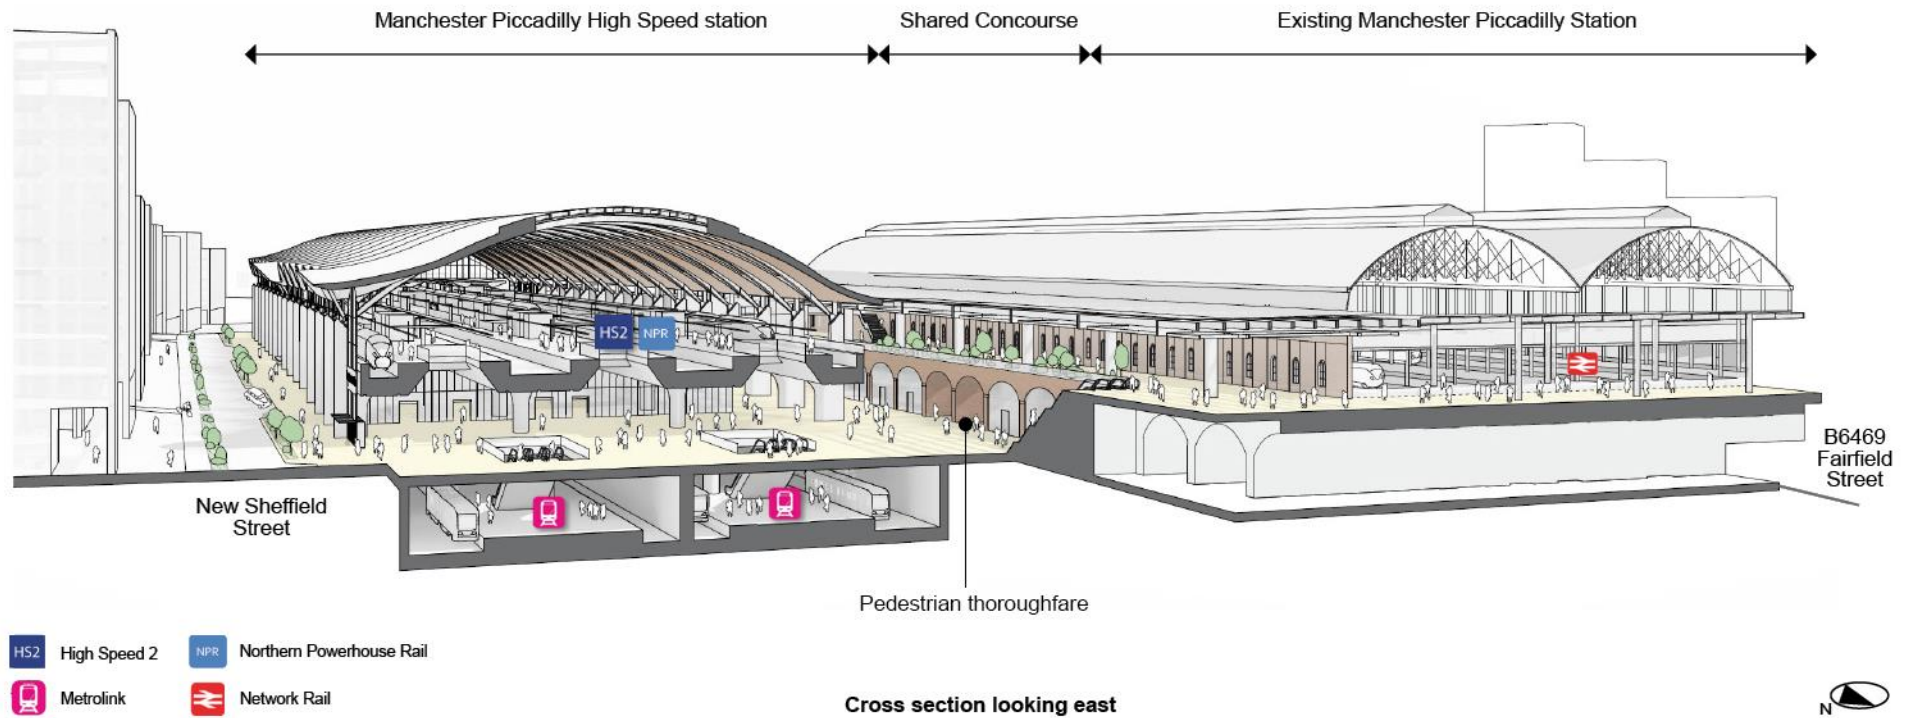 Manchester Piccadilly High Speed station
Shared Concourse
Existing Manchester Piccadilly Station
HS2
NPR
B6469
Fairfield
Street
New Sheffield
Street
Pedestrian thoroughfare
HS2
High Speed 2
NPR
Northern Powerhouse Rail
Metrolink
Network Rail
Cross section looking east
N